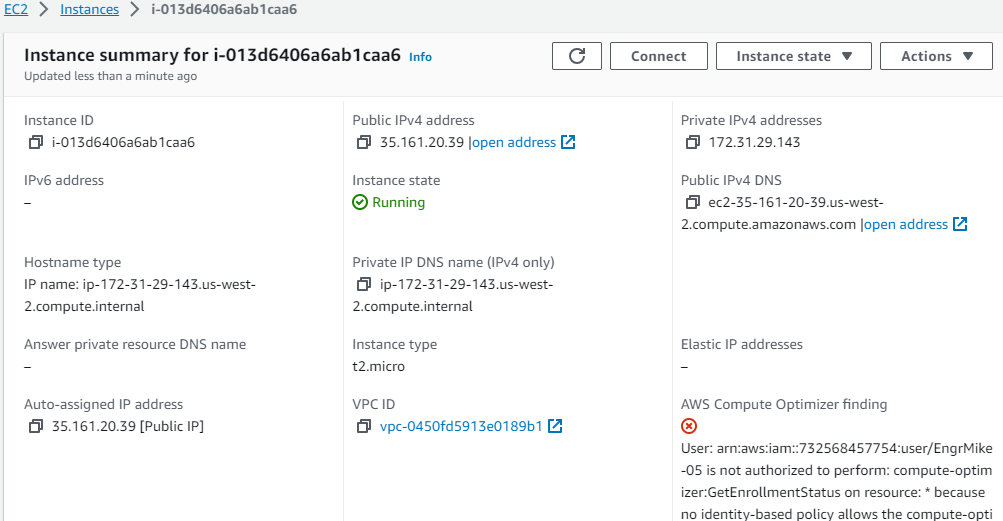 EC2 > Instances > i-013d6406a6ab1caa6
Instance summary for i-013d6406a6ab1caa6 Info
Updated less than a minute ago
Connect
Instance state
Actions
Instance ID
i-013d6406a6ab1caa6
Public IPv4 address
35.161.20.39 |open address
Private IPv4 addresses
172.31.29.143
IPv6 address
–
Instance state
Running
Public IPv4 DNS
ec2-35-161-20-39.us-west-
2.compute.amazonaws.com |open address
Hostname type
IP name: ip-172-31-29-143.us-west-
2.compute.internal
Private IP DNS name (IPv4 only)
ip-172-31-29-143.us-west-
2.compute.internal
Answer private resource DNS name
–
Instance type
t2.micro
Elastic IP addresses
–
Auto-assigned IP address
35.161.20.39 [Public IP]
VPC ID
vpc-0450fd5913e0189b1
AWS Compute Optimizer finding
User: arn:aws:iam::732568457754:user/EngrMike
-05 is not authorized to perform: compute-optim
izer:GetEnrollmentStatus on resource: * because
no identity-based policy allows the compute-opti